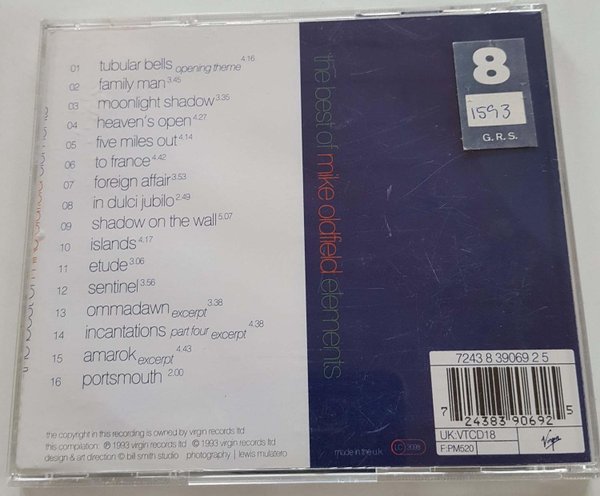 01 tubular bells opening theme 4.16
02 family man 3.45
03 moonlight shadow 3.35
04 heaven's open 4.27
05 five miles out 4.14
06 to france 4.42
07 foreign affair 3.53
08 in dulci jubilo 2.49
09 shadow on the wall 5.07
10 islands 4.17
11 etude 3.06
12 sentinel 3.56
13 ommadawn excerpt 3.38
14 incantations part four excerpt 4.38
15 amarok excerpt 4.43
16 portsmouth 2.00
the copyright in this recording is owned by virgin records ltd
this compilation: ℗ 1993 virgin records ltd © 1993 virgin records ltd
design & art direction © bill smith studio photography | lewis mulatero
the best of mike oldfield elements
8
1593
G.R.S.
7243 8 39069 2 5
7 24383 90692 5
UK:VTCD18
F:PM520
Virgin
made in the u.k.
LC 3098